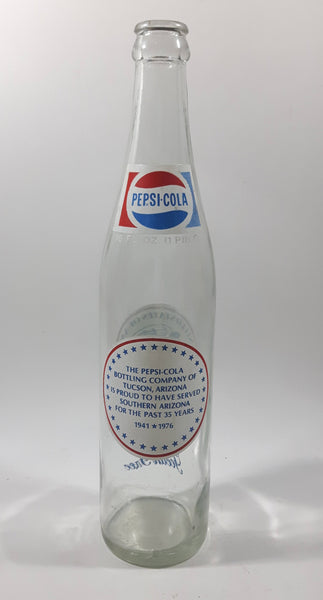 PEPSI·COLA
THE PEPSI-COLA
BOTTLING COMPANY OF
TUCSON, ARIZONA
IS PROUD TO HAVE SERVED
SOUTHERN ARIZONA
FOR THE PAST 35 YEARS
1941 ★ 1976